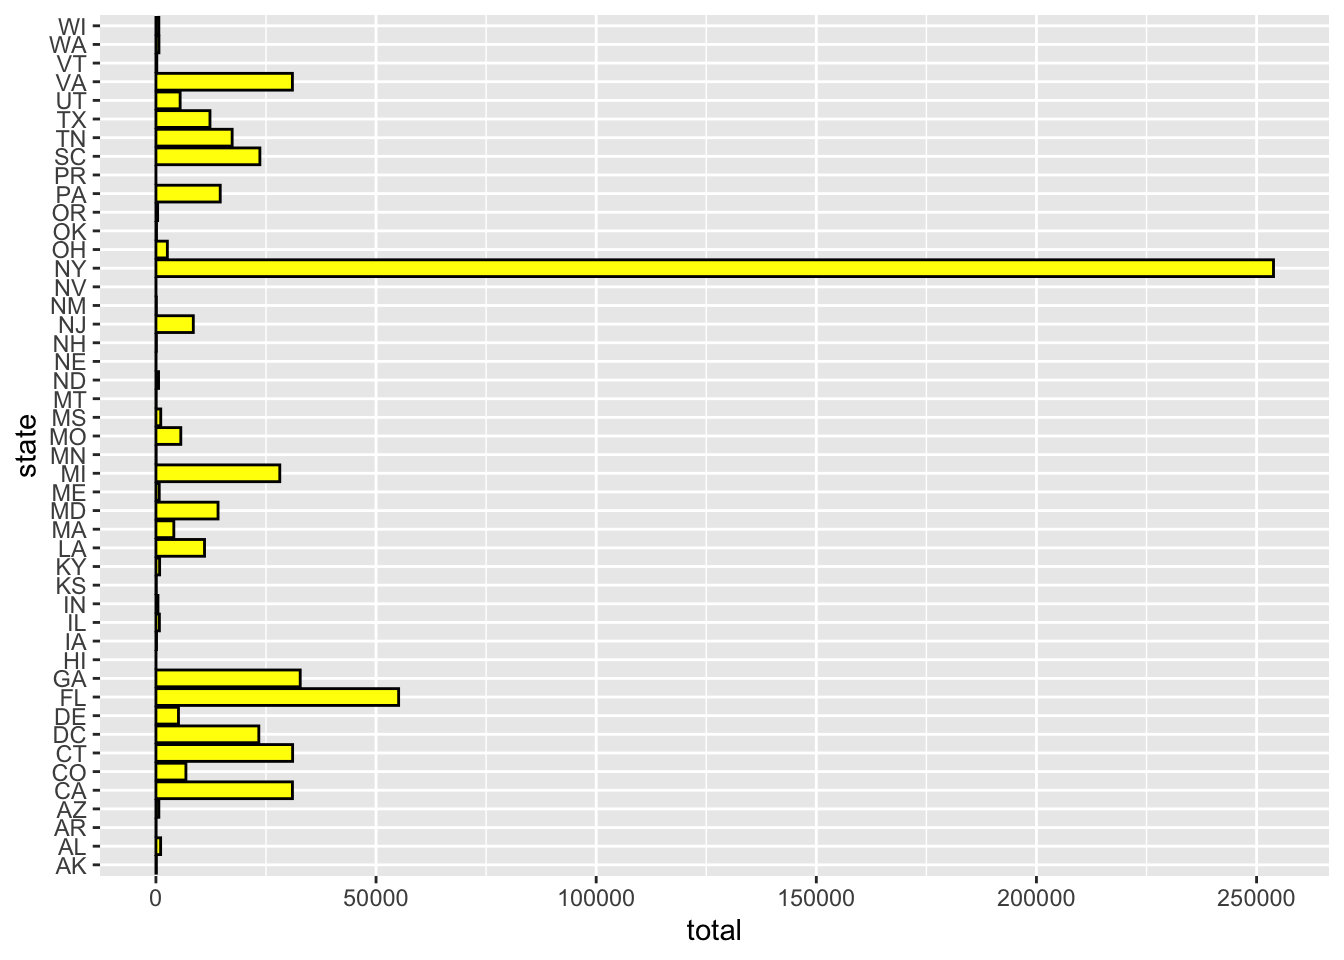 WI
WA
VT
VA
UT
TX
TN
SC
PR
PA
OR
OK
OH
NY
NV
NM
NJ
NH
NE
ND
MT
MS
MO
MN
MI
ME
MD
MA
LA
KY
KS
IN
IL
IA
HI
GA
FL
DE
DC
CT
CO
CA
AZ
AR
AL
AK
state
0 50000 100000 150000 200000 250000
total